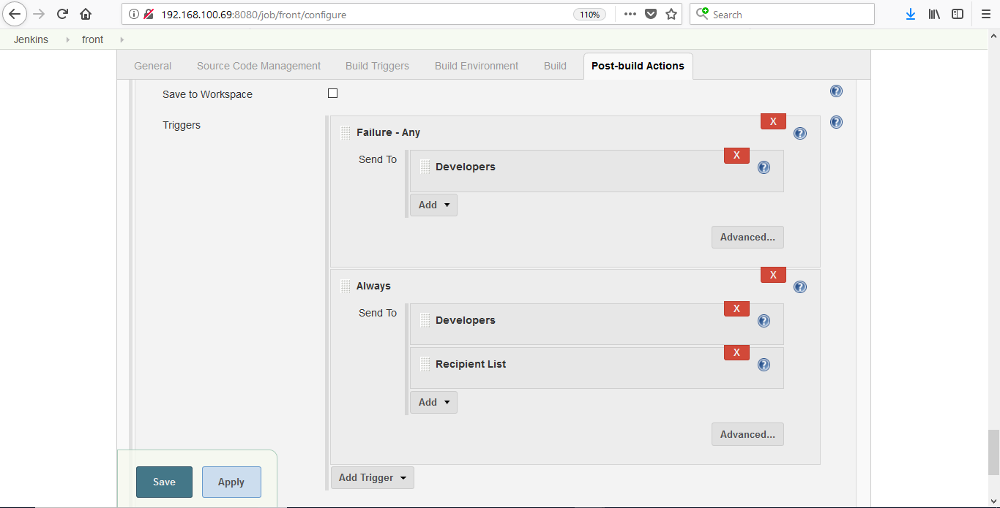 192.168.100.69:8080/job/front/configure
110%
Search
Jenkins
front
General
Source Code Management
Build Triggers
Build Environment
Build
Post-build Actions
Save to Workspace
?
Triggers
X
?
Failure - Any
?
Send To
X
Developers
?
Add
Advanced...
X
Always
?
Send To
X
Developers
?
X
Recipient List
?
Add
Advanced...
Save
Apply
Add Trigger